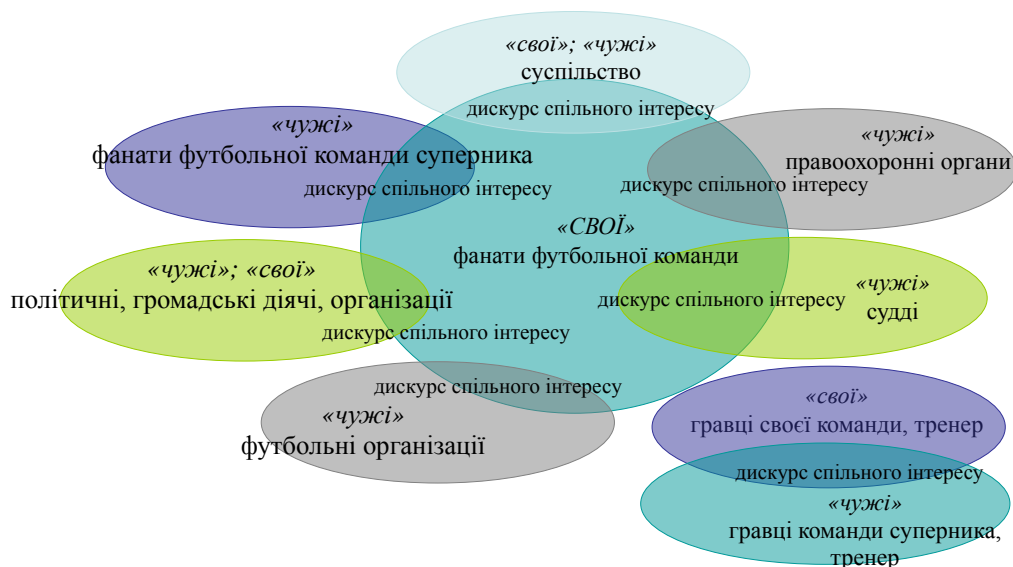 «свої»; «чужі»
суспільство
дискурс спільного інтересу
«чужі»
фанати футбольної команди суперника
дискурс спільного інтересу
«чужі»
правоохоронні органи
дискурс спільного інтересу
«СВОЇ»
фанати футбольної команди
«чужі»; «свої»
політичні, громадські діячі, організації
дискурс спільного інтересу
дискурс спільного інтересу
«чужі»
судді
дискурс спільного інтересу
«чужі»
футбольні організації
«свої»
гравці своєї команди, тренер
дискурс спільного інтересу
«чужі»
гравці команди суперника,
тренер